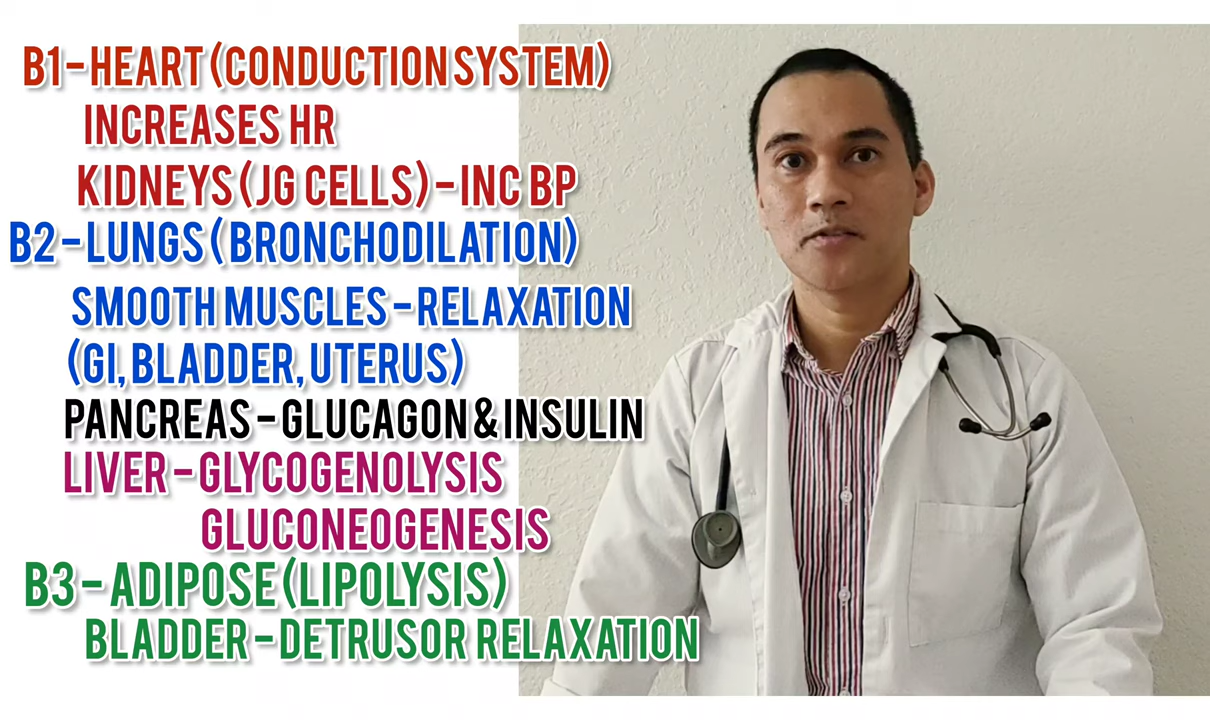 B1 - HEART (CONDUCTION SYSTEM)
INCREASES HR
KIDNEYS (JG CELLS) - INC BP
B2 - LUNGS (BRONCHODILATION)
SMOOTH MUSCLES - RELAXATION
(GI, BLADDER, UTERUS)
PANCREAS - GLUCAGON & INSULIN
LIVER - GLYCOGENOLYSIS
GLUCONEOGENESIS
B3 - ADIPOSE (LIPOLYSIS)
BLADDER - DETRUSOR RELAXATION